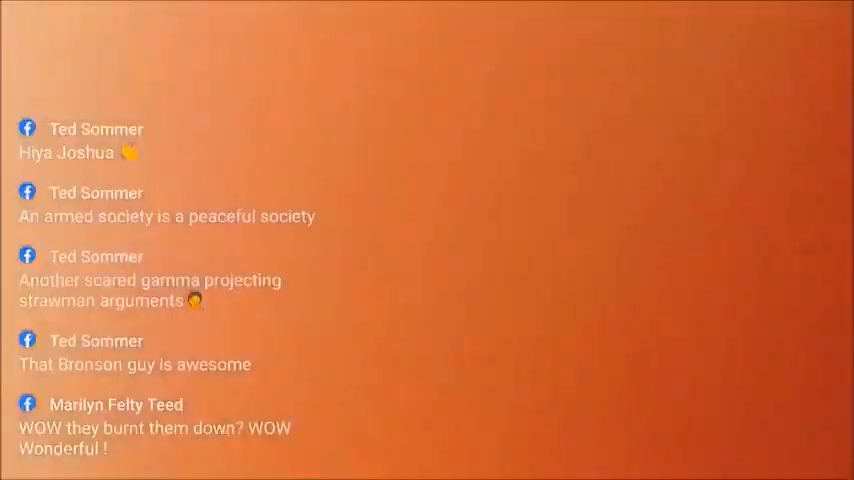 Ted Sommer
Hiya Joshua 👋
Ted Sommer
An armed society is a peaceful society
Ted Sommer
Another scared gamma projecting
strawman arguments🤦
Ted Sommer
That Bronson guy is awesome
Marilyn Felty Teed
WOW they burnt them down? WOW
Wonderful !